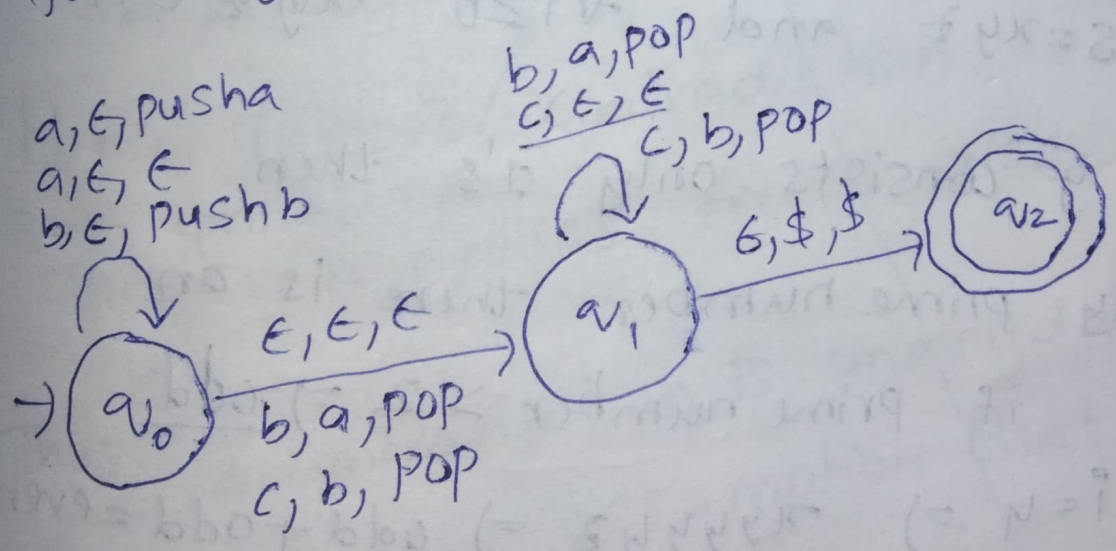 b, a, pop
c, ϵ, ϵ
c, b, pop
a, ϵ, push a
a, ϵ, ϵ
b, ϵ, push b
ϵ, $, $
q2
q1
ϵ, ϵ, ϵ
q0
b, a, pop
c, b, pop